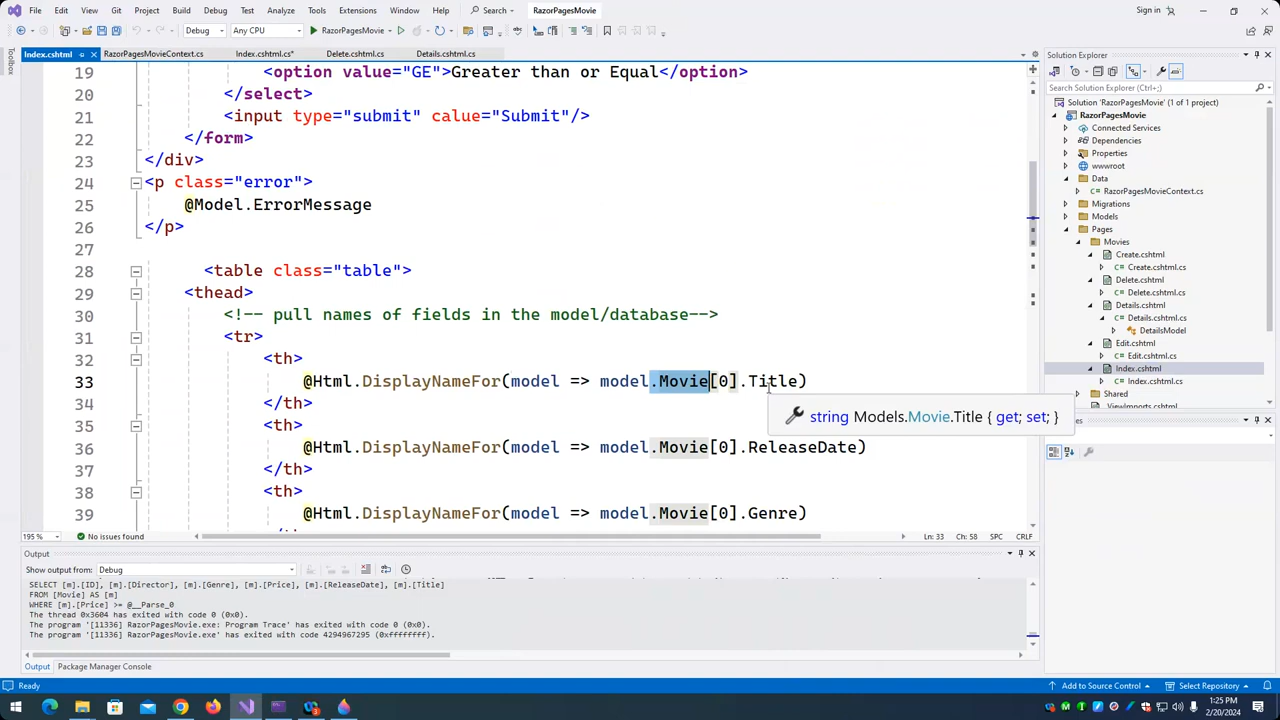 File Edit View Git Project Build Debug Test Analyze Tools Extensions Window Help Search RazorPagesMovie Sign in
Debug Any CPU RazorPagesMovie
Index.cshtml RazorPagesMovieContext.cs Index.cshtml.cs* Delete.cshtml.cs Details.cshtml.cs
Toolbox
19 <option value="GE">Greater than or Equal</option>
20 </select>
21 <input type="submit" calue="Submit"/>
22 </form>
23 </div>
24 <p class="error">
25 @Model.ErrorMessage
26 </p>
27
28 <table class="table">
29 <thead>
30 <!-- pull names of fields in the model/database-->
31 <tr>
32 <th>
33 @Html.DisplayNameFor(model => model.Movie[0].Title)
34 </th>
string Models.Movie.Title { get; set; }
35 <th>
36 @Html.DisplayNameFor(model => model.Movie[0].ReleaseDate)
37 </th>
38 <th>
39 @Html.DisplayNameFor(model => model.Movie[0].Genre)
195 % No issues found Ln: 33 Ch: 58 SPC CRLF
Output
Show output from: Debug
SELECT [m].[ID], [m].[Director], [m].[Genre], [m].[Price], [m].[ReleaseDate], [m].[Title]
FROM [Movie] AS [m]
WHERE [m].[Price] >= @__Parse_0
The thread 0x3604 has exited with code 0 (0x0).
The program '[11336] RazorPagesMovie.exe: Program Trace' has exited with code 0 (0x0).
The program '[11336] RazorPagesMovie.exe' has exited with code 4294967295 (0xffffffff).
Output Package Manager Console
Solution Explorer
Search Solution Explorer (Ctrl+;)
Solution 'RazorPagesMovie' (1 of 1 project)
RazorPagesMovie
Connected Services
Dependencies
Properties
wwwroot
Data
RazorPagesMovieContext.cs
Migrations
Models
Pages
Movies
Create.cshtml
Create.cshtml.cs
Delete.cshtml
Delete.cshtml.cs
Details.cshtml
Details.cshtml.cs
DetailsModel
Edit.cshtml
Edit.cshtml.cs
Index.cshtml
Index.cshtml.cs
Shared
Ready Add to Source Control Select Repository
1:25 PM
2/20/2024